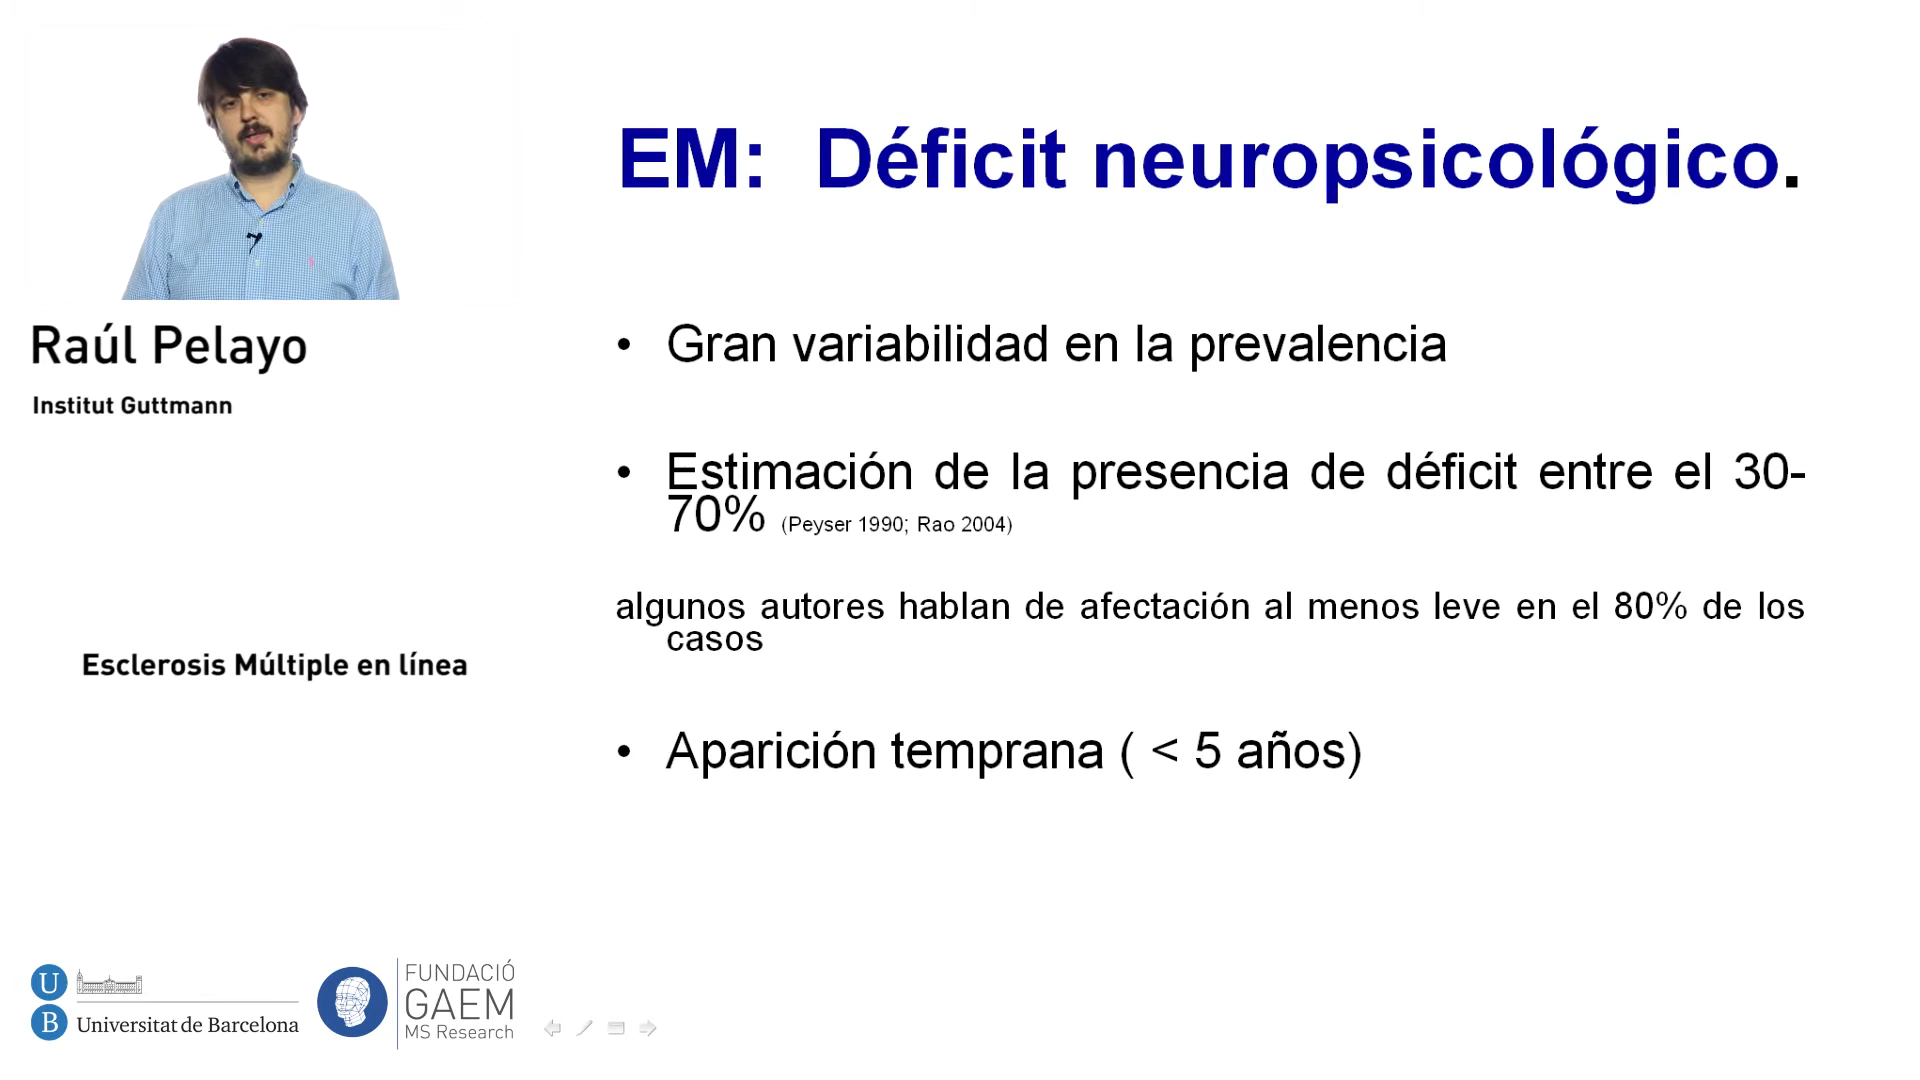 EM: Déficit neuropsicológico.
Raúl Pelayo
Institut Guttmann
• Gran variabilidad en la prevalencia
• Estimación de la presencia de déficit entre el 30-
70% (Peyser 1990; Rao 2004)
algunos autores hablan de afectación al menos leve en el 80% de los
casos
• Aparición temprana ( < 5 años)
Esclerosis Múltiple en línea
U
B
Universitat de Barcelona
FUNDACIÓ
GAEM
MS Research